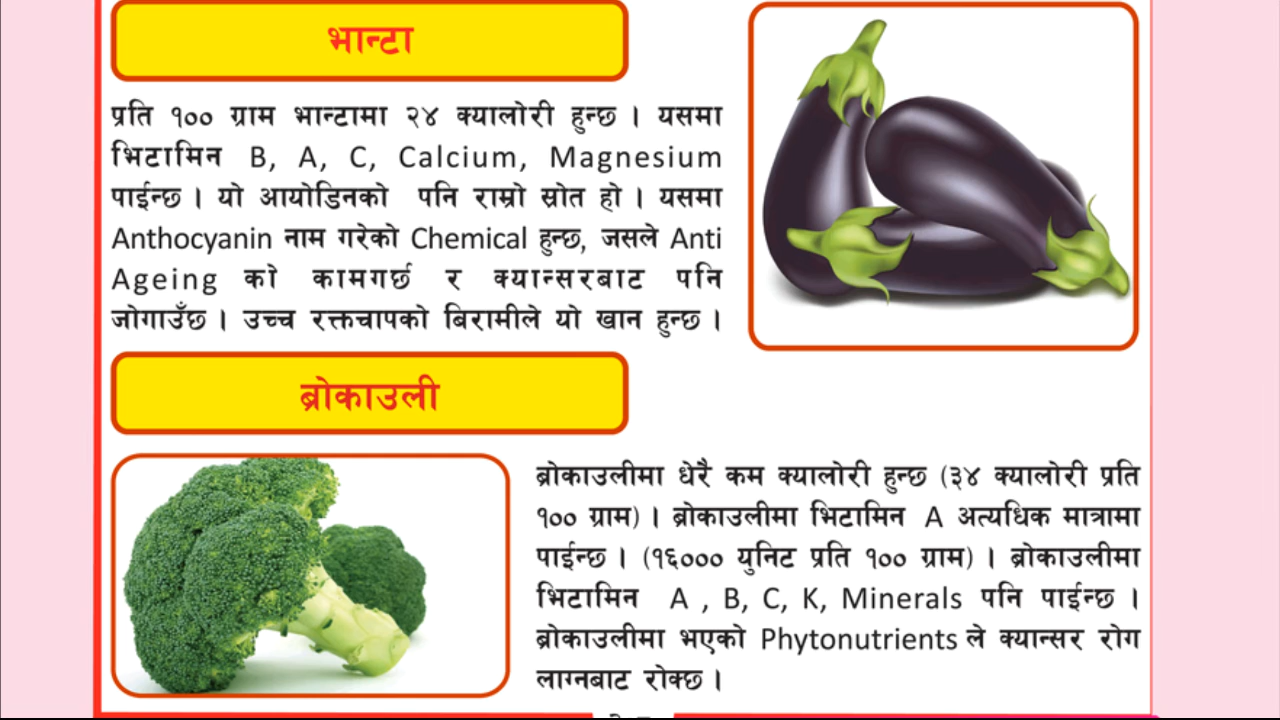 भान्टा
प्रति १०० ग्राम भान्टामा २४ क्यालोरी हुन्छ । यसमा
भिटामिन B, A, C, Calcium, Magnesium
पाईन्छ । यो आयोडिनको पनि राम्रो स्रोत हो । यसमा
Anthocyanin नाम गरेको Chemical हुन्छ, जसले Anti
Ageing को कामगर्छ र क्यान्सरबाट पनि
जोगाउँछ । उच्च रक्तचापको बिरामीले यो खान हुन्छ ।
ब्रोकाउली
ब्रोकाउलीमा धेरै कम क्यालोरी हुन्छ (३४ क्यालोरी प्रति
१०० ग्राम) । ब्रोकाउलीमा भिटामिन A अत्यधिक मात्रामा
पाईन्छ । (१६००० युनिट प्रति १०० ग्राम) । ब्रोकाउलीमा
भिटामिन A , B, C, K, Minerals पनि पाईन्छ ।
ब्रोकाउलीमा भएको Phytonutrients ले क्यान्सर रोग
लाग्नबाट रोक्छ ।